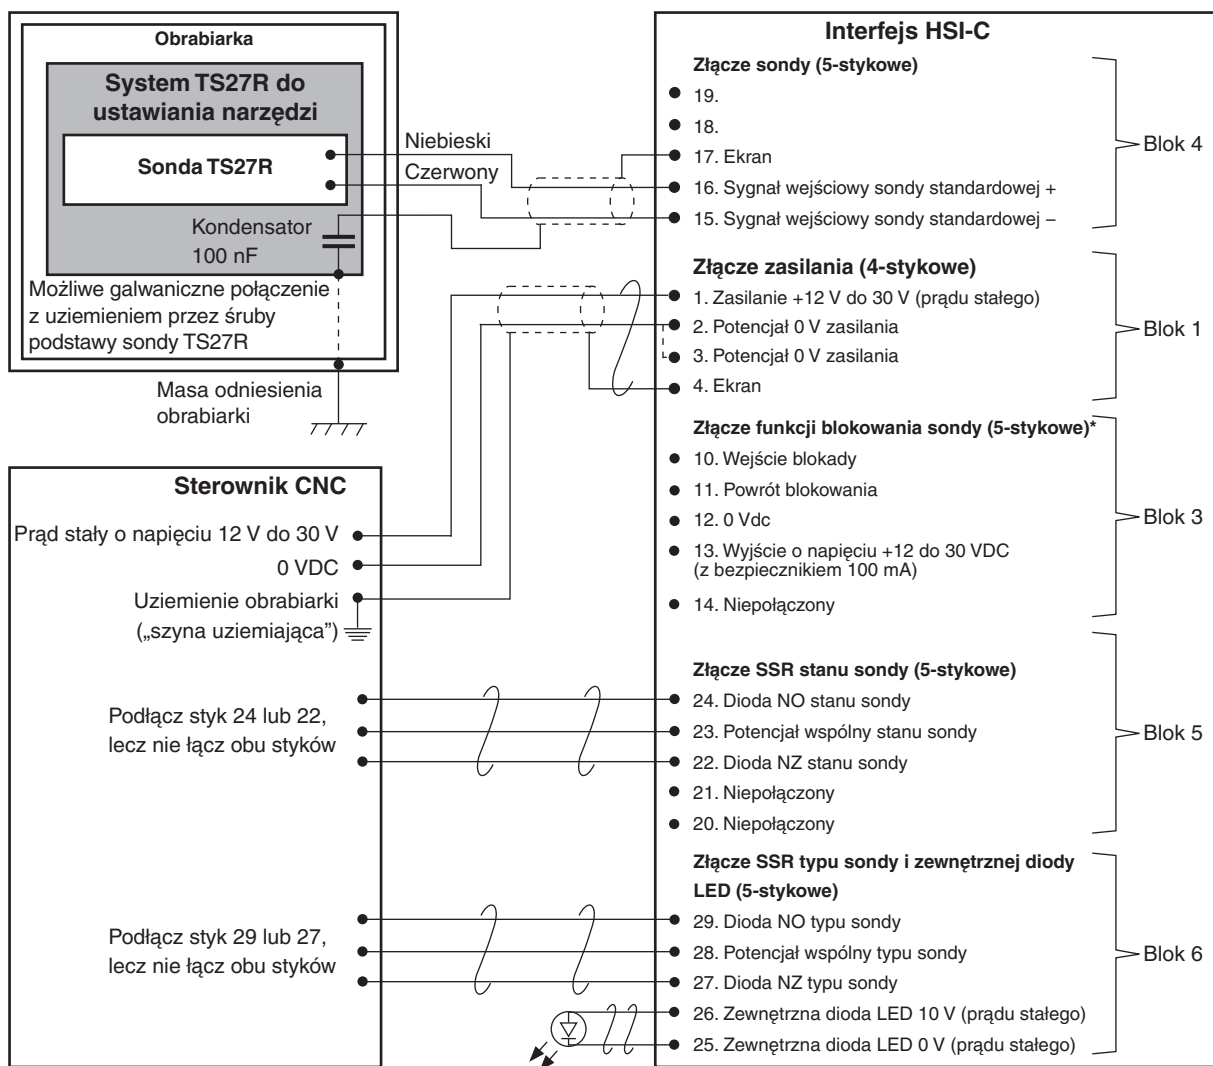 Obrabiarka
System TS27R do
ustawiania narzędzi
Sonda TS27R
Niebieski
Czerwony
Kondensator
100 nF
Możliwe galwaniczne połączenie
z uziemieniem przez śruby
podstawy sondy TS27R
Masa odniesienia
obrabiarki
Sterownik CNC
Prąd stały o napięciu 12 V do 30 V
0 VDC
Uziemienie obrabiarki
(„szyna uziemiająca”)
Podłącz styk 24 lub 22,
lecz nie łącz obu styków
Podłącz styk 29 lub 27,
lecz nie łącz obu styków
Interfejs HSI-C
Złącze sondy (5-stykowe)
19.
18.
17. Ekran
16. Sygnał wejściowy sondy standardowej +
15. Sygnał wejściowy sondy standardowej –
Blok 4
Złącze zasilania (4-stykowe)
1. Zasilanie +12 V do 30 V (prądu stałego)
2. Potencjał 0 V zasilania
3. Potencjał 0 V zasilania
4. Ekran
Blok 1
Złącze funkcji blokowania sondy (5-stykowe)*
10. Wejście blokady
11. Powrót blokowania
12. 0 Vdc
13. Wyjście o napięciu +12 do 30 VDC
(z bezpiecznikiem 100 mA)
14. Niepołączony
Blok 3
Złącze SSR stanu sondy (5-stykowe)
24. Dioda NO stanu sondy
23. Potencjał wspólny stanu sondy
22. Dioda NZ stanu sondy
21. Niepołączony
20. Niepołączony
Blok 5
Złącze SSR typu sondy i zewnętrznej diody
LED (5-stykowe)
29. Dioda NO typu sondy
28. Potencjał wspólny typu sondy
27. Dioda NZ typu sondy
26. Zewnętrzna dioda LED 10 V (prądu stałego)
25. Zewnętrzna dioda LED 0 V (prądu stałego)
Blok 6